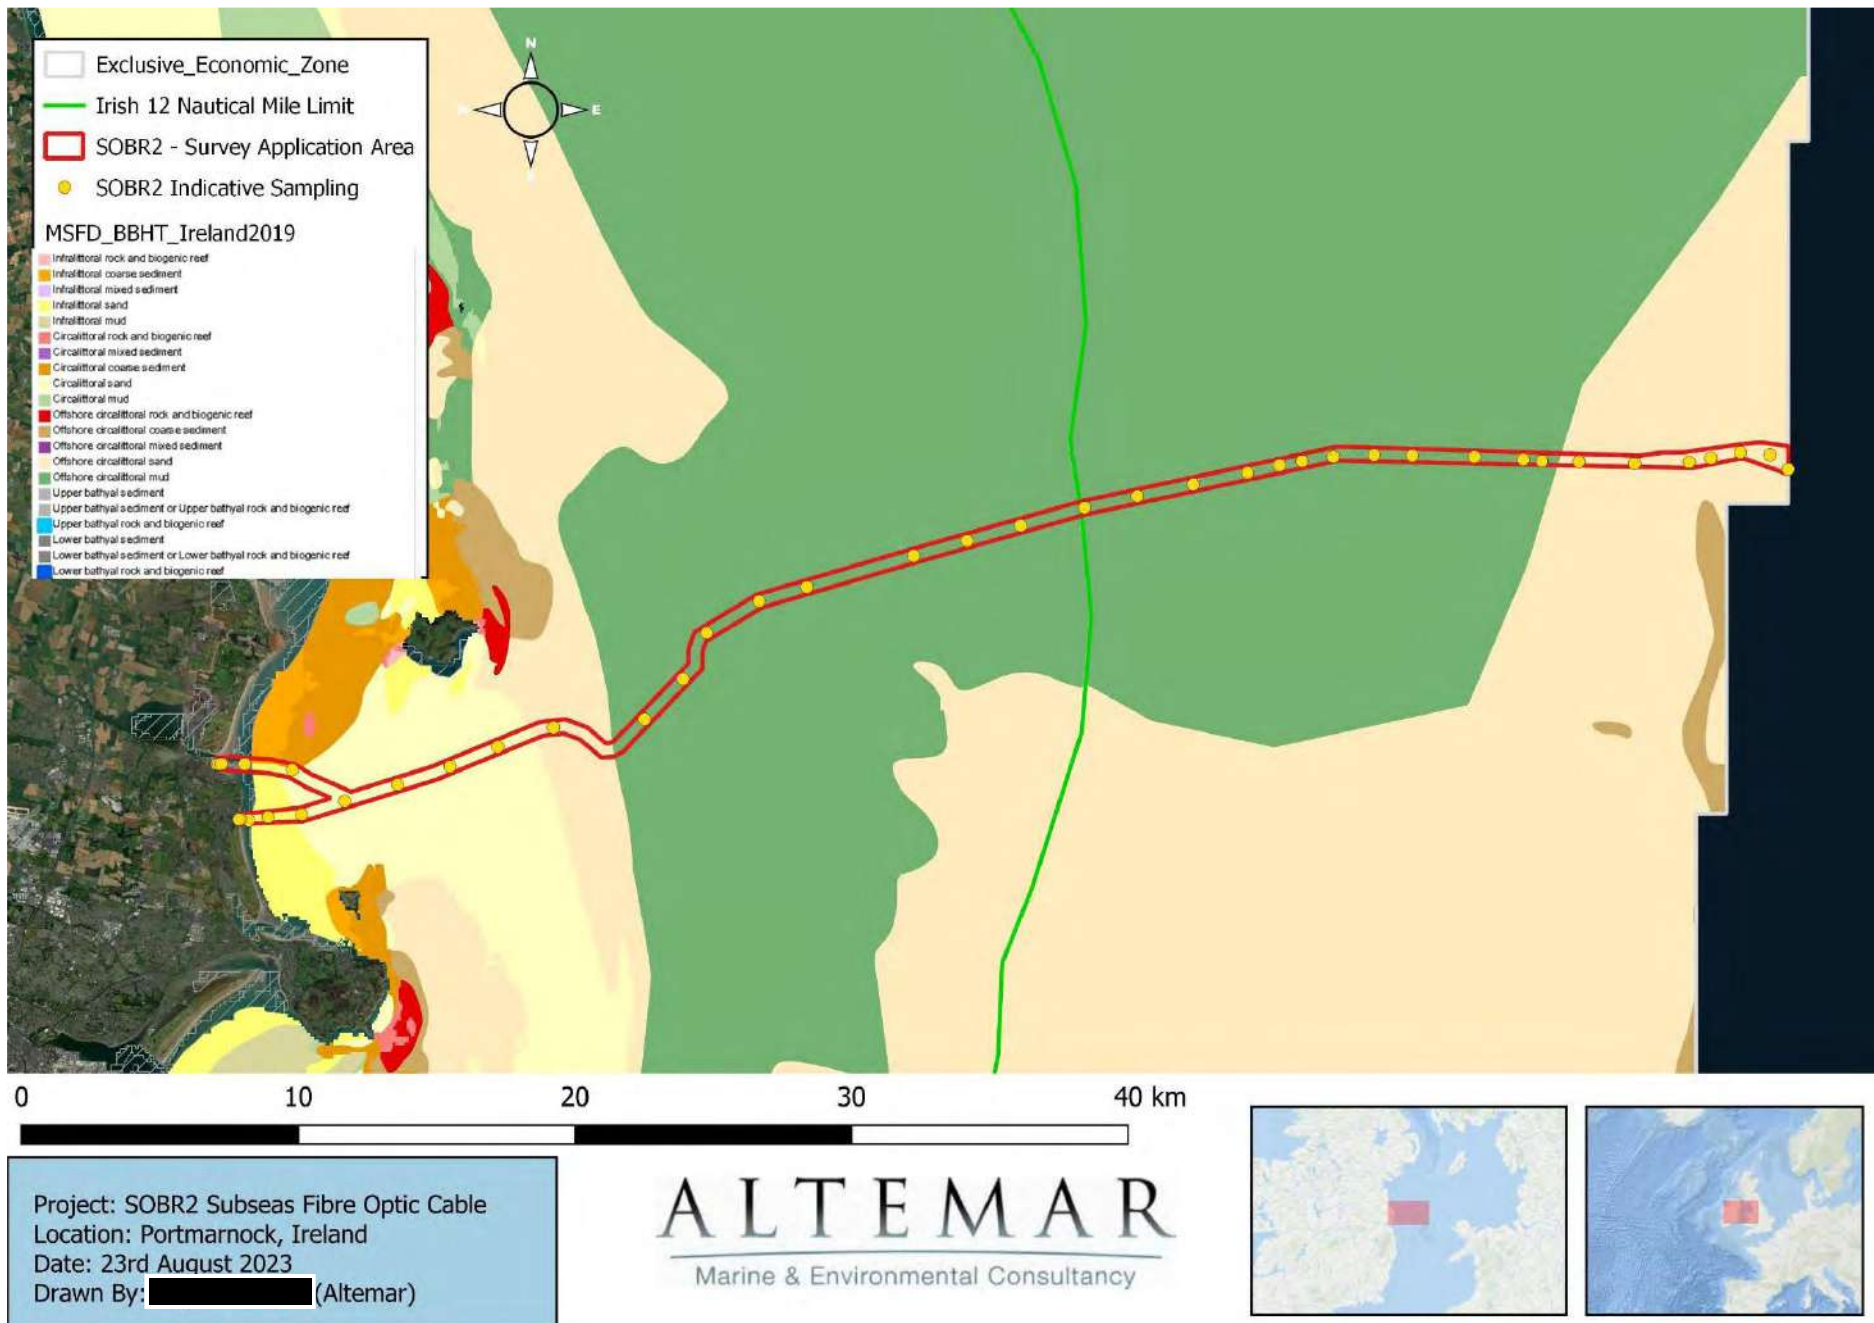 Exclusive_Economic_Zone
Irish 12 Nautical Mile Limit
SOBR2 - Survey Application Area
SOBR2 Indicative Sampling
MSFD_BBHT_Ireland2019
Infralittoral rock and biogenic reef
Infralittoral coarse sediment
Infralittoral mixed sediment
Infralittoral sand
Infralittoral mud
Circalittoral rock and biogenic reef
Circalittoral mixed sediment
Circalittoral coarse sediment
Circalittoral sand
Circalittoral mud
Offshore circalittoral rock and biogenic reef
Offshore circalittoral coarse sediment
Offshore circalittoral mixed sediment
Offshore circalittoral sand
Offshore circalittoral mud
Upper bathyal sediment
Upper bathyal sediment or Upper bathyal rock and biogenic reef
Upper bathyal rock and biogenic reef
Lower bathyal sediment
Lower bathyal sediment or Lower bathyal rock and biogenic reef
Lower bathyal rock and biogenic reef
N
E
0 10 20 30 40 km
Project: SOBR2 Subseas Fibre Optic Cable
Location: Portmarnock, Ireland
Date: 23rd August 2023
Drawn By: (Altemar)
ALTEMAR
Marine & Environmental Consultancy